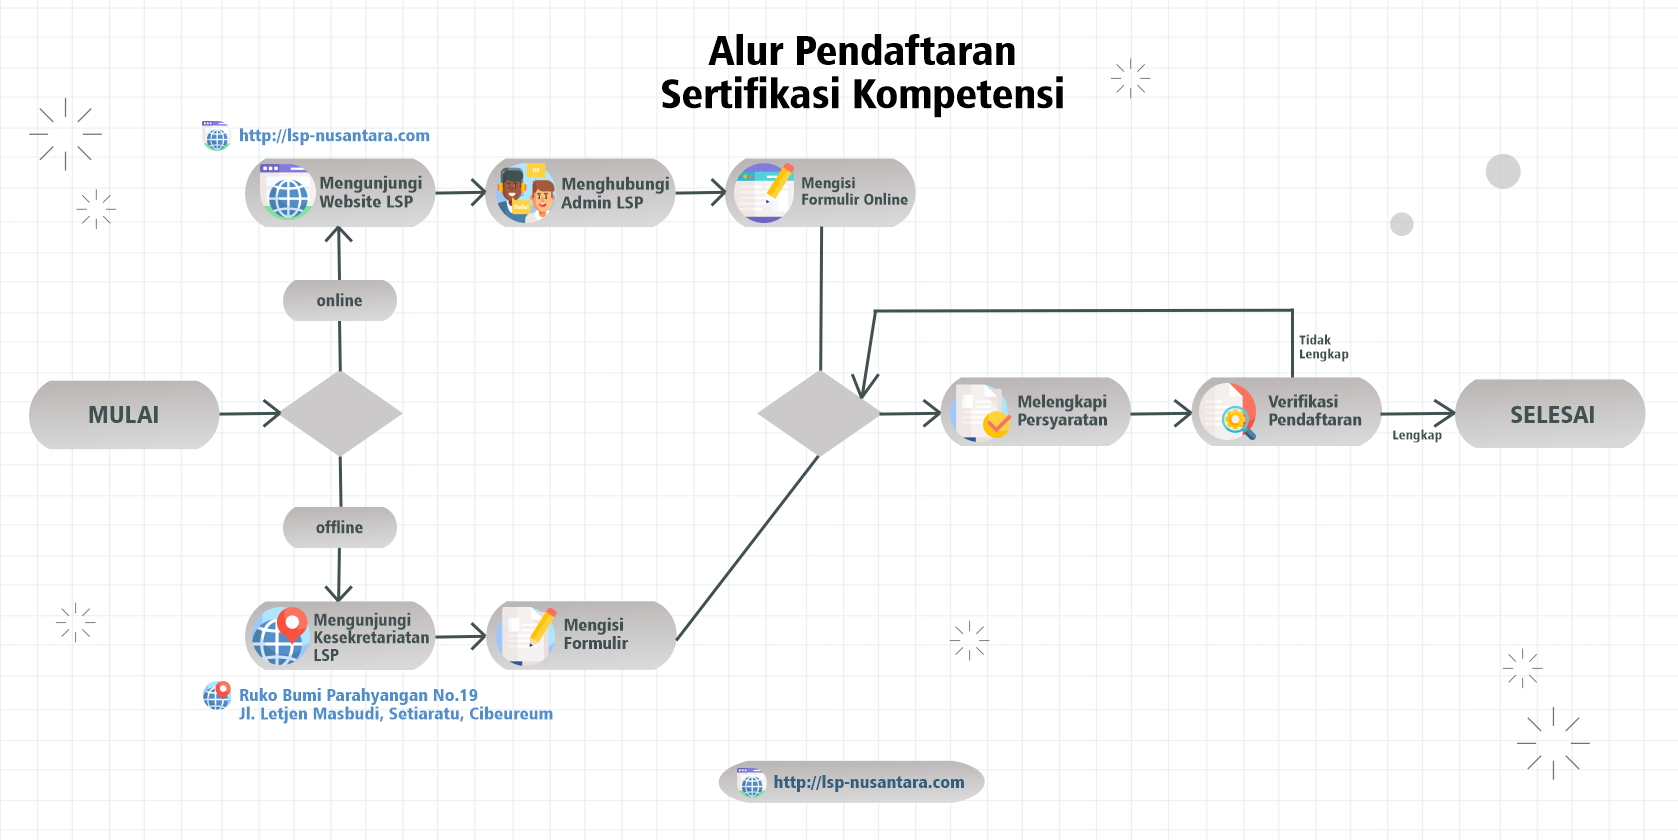 Alur Pendaftaran
Sertifikasi Kompetensi
http://lsp-nusantara.com
Mengunjungi
Website LSP
Menghubungi
Admin LSP
Mengisi
Formulir Online
online
MULAI
offline
Mengunjungi
Kesekretariatan
LSP
Mengisi
Formulir
Ruko Bumi Parahyangan No.19
Jl. Letjen Masbudi, Setiaratu, Cibeureum
Melengkapi
Persyaratan
Verifikasi
Pendaftaran
Tidak
Lengkap
Lengkap
SELESAI
http://lsp-nusantara.com